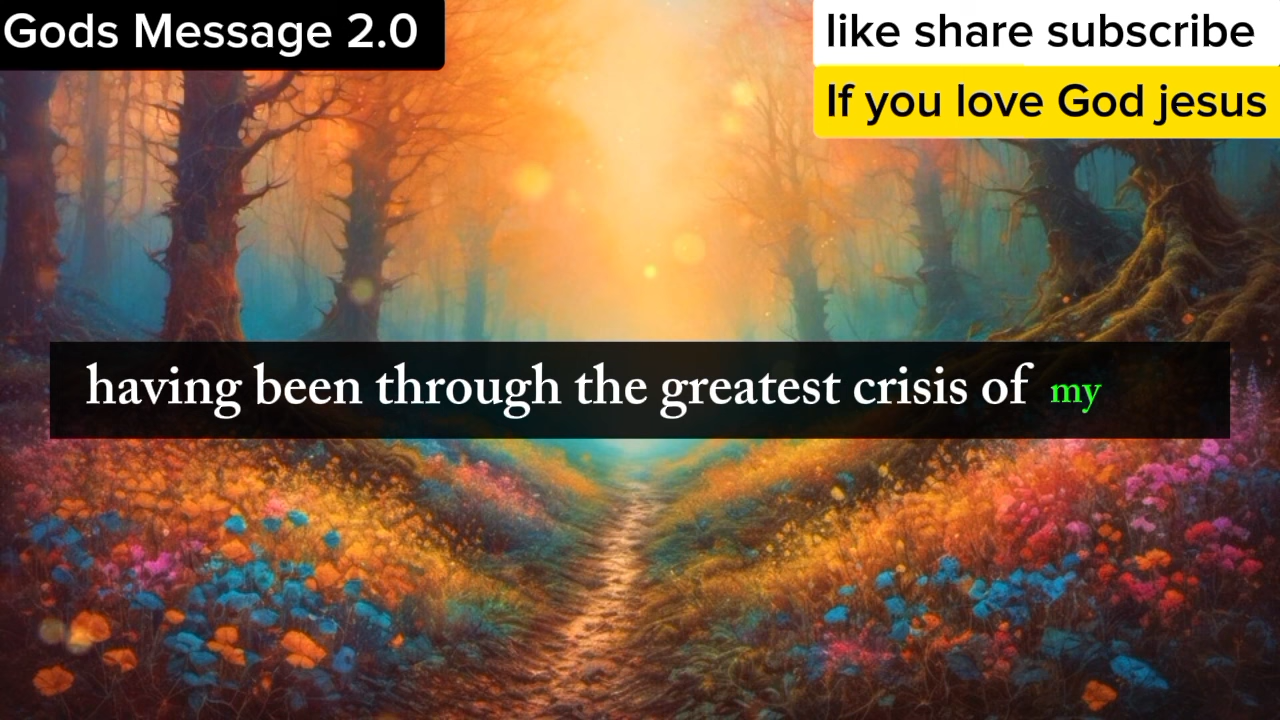 Gods Message 2.0
like share subscribe
If you love God jesus
having been through the greatest crisis of my